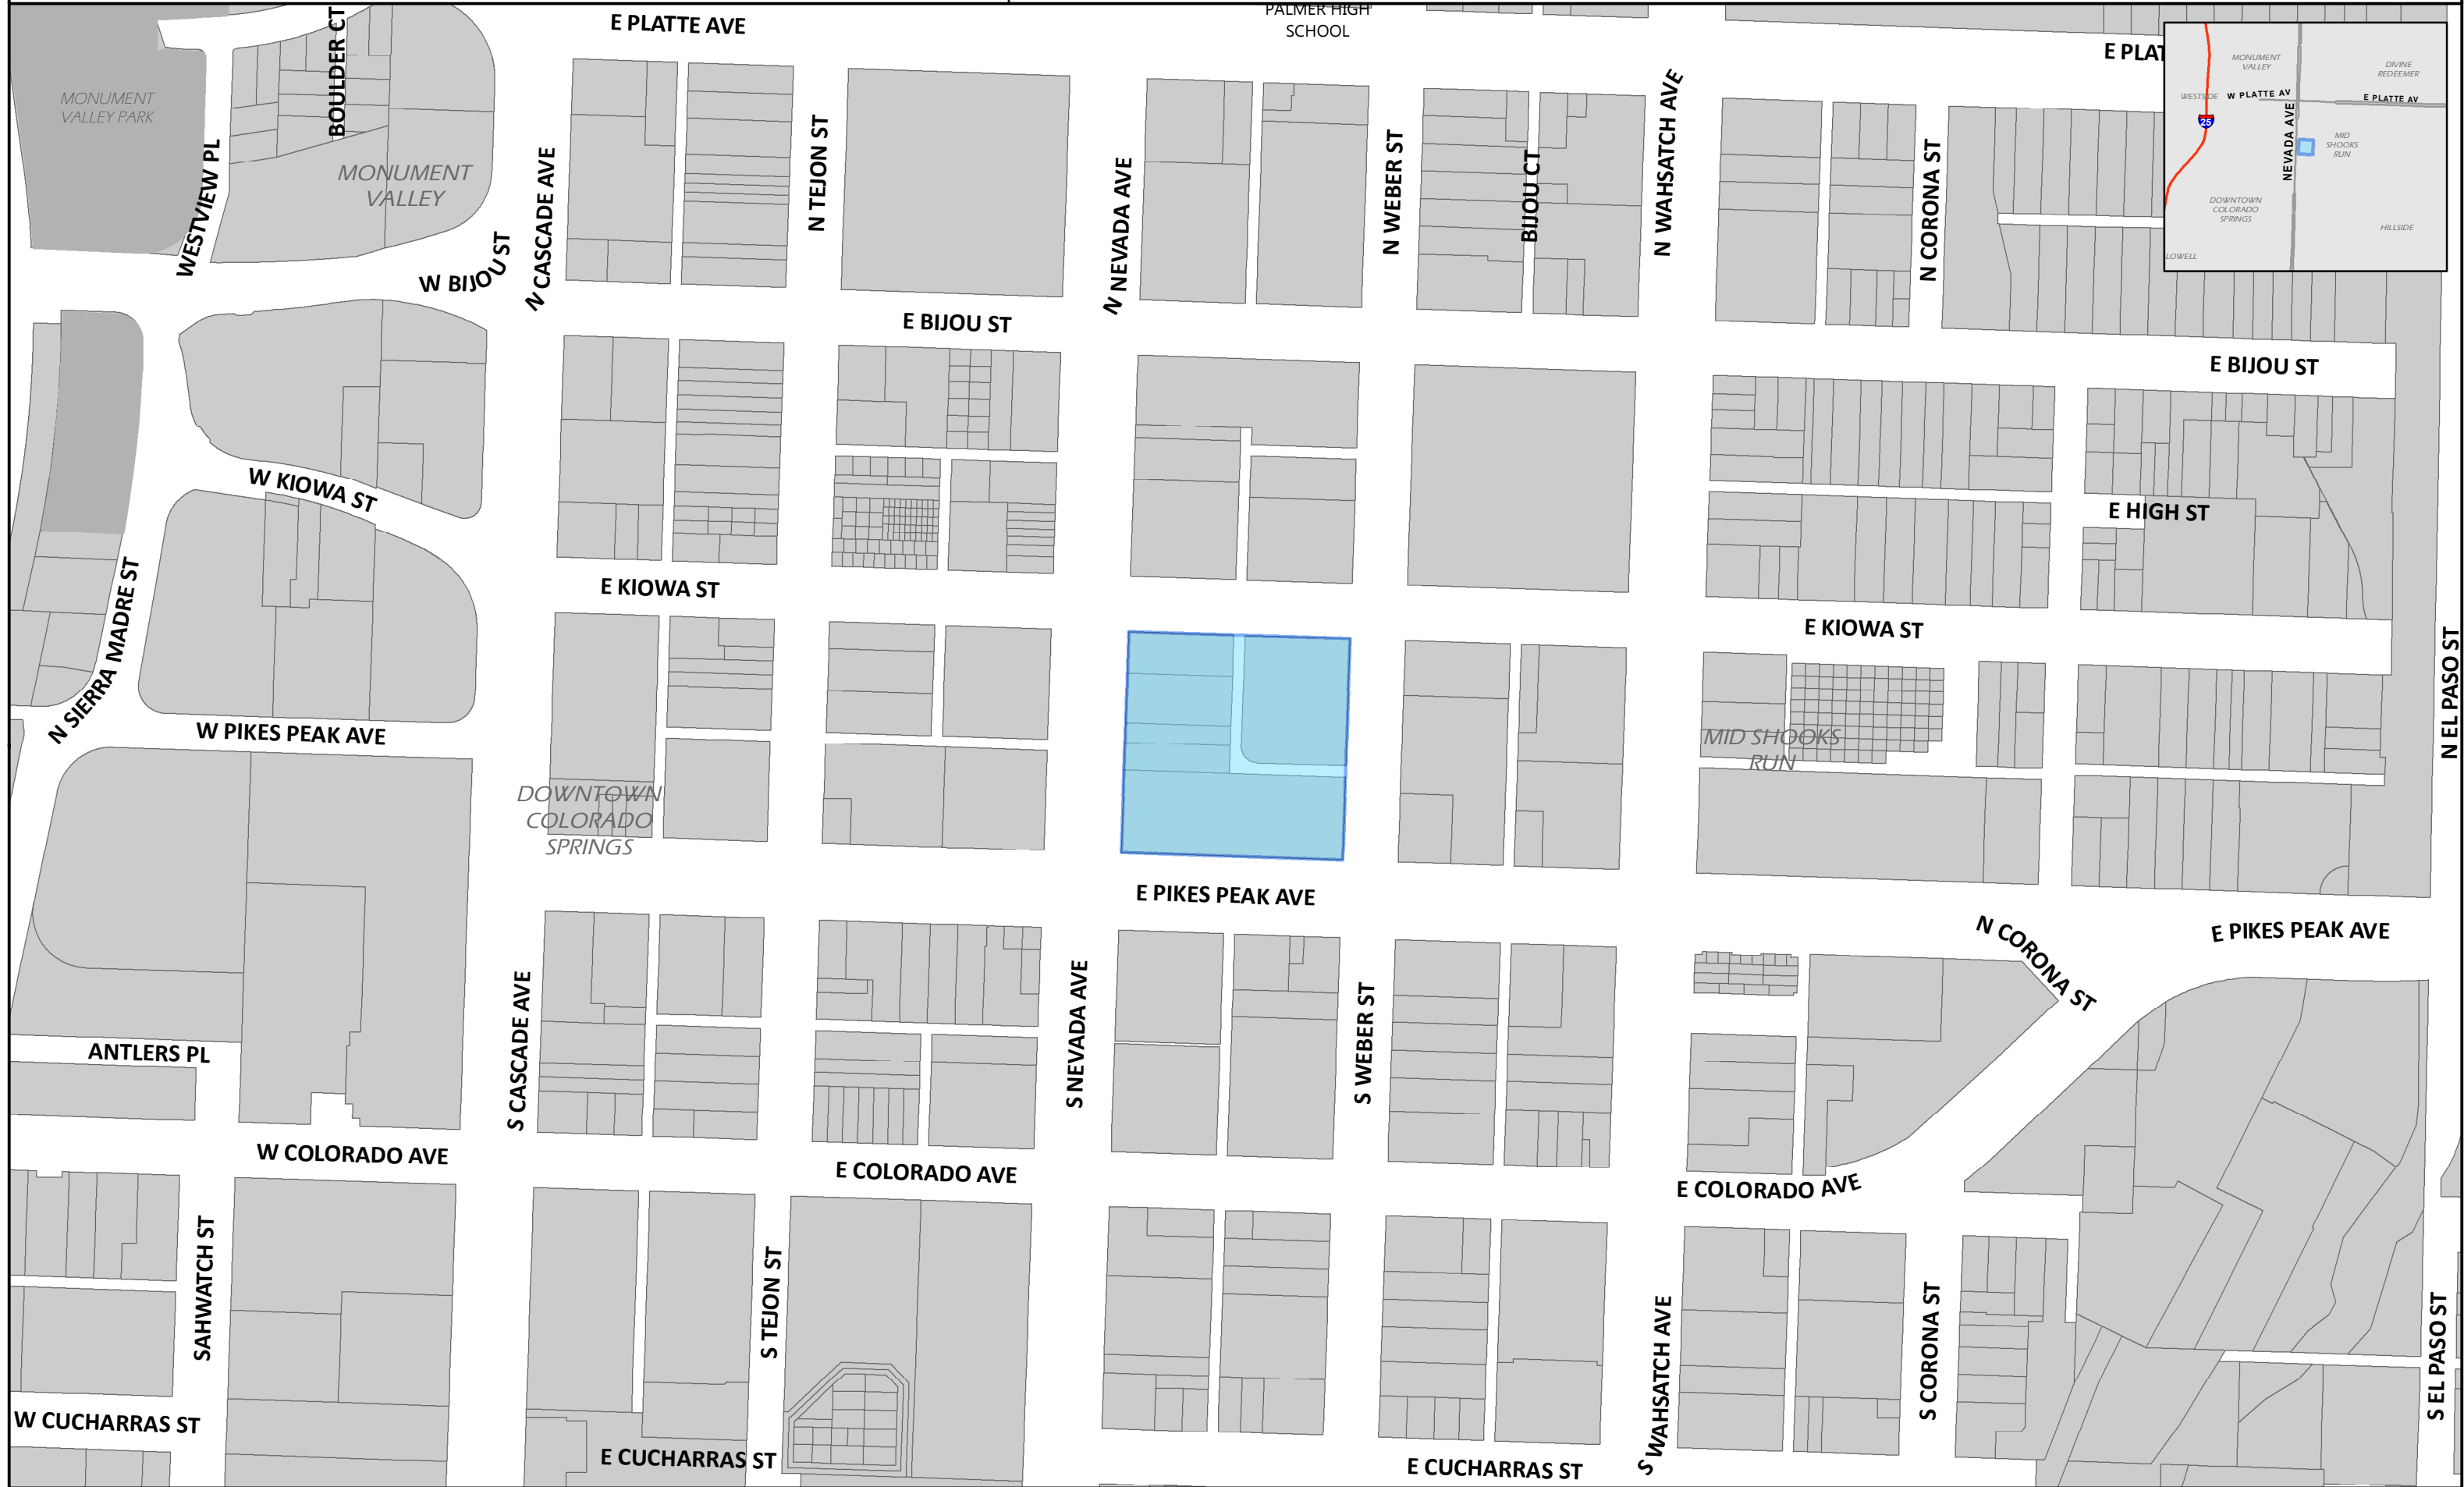 E PLATTE AVE
PALMER HIGH
SCHOOL
E PLAT
BOULDER CT
MONUMENT
VALLEY PARK
MONUMENT
VALLEY
WESTVIEW PL
W BIJOU ST
N CASCADE AVE
N TEJON ST
N NEVADA AVE
N WEBER ST
BIJOU CT
N WAHSATCH AVE
N CORONA ST
MONUMENT
VALLEY
DIVINE
REDEEMER
WESTSIDE
W PLATTE AV
E PLATTE AV
25
NEVADA AVE
MID
SHOOKS
RUN
DOWNTOWN
COLORADO
SPRINGS
HILLSIDE
LOWELL
E BIJOU ST
E BIJOU ST
W KIOWA ST
E HIGH ST
E KIOWA ST
E KIOWA ST
N SIERRA MADRE ST
N EL PASO ST
W PIKES PEAK AVE
MID SHOOKS
RUN
DOWNTOWN
COLORADO
SPRINGS
E PIKES PEAK AVE
N CORONA ST
E PIKES PEAK AVE
S CASCADE AVE
S NEVADA AVE
S WEBER ST
ANTLERS PL
W COLORADO AVE
E COLORADO AVE
E COLORADO AVE
SAHWATCH ST
S TEJON ST
S WAHSATCH AVE
S CORONA ST
S EL PASO ST
W CUCHARRAS ST
E CUCHARRAS ST
E CUCHARRAS ST